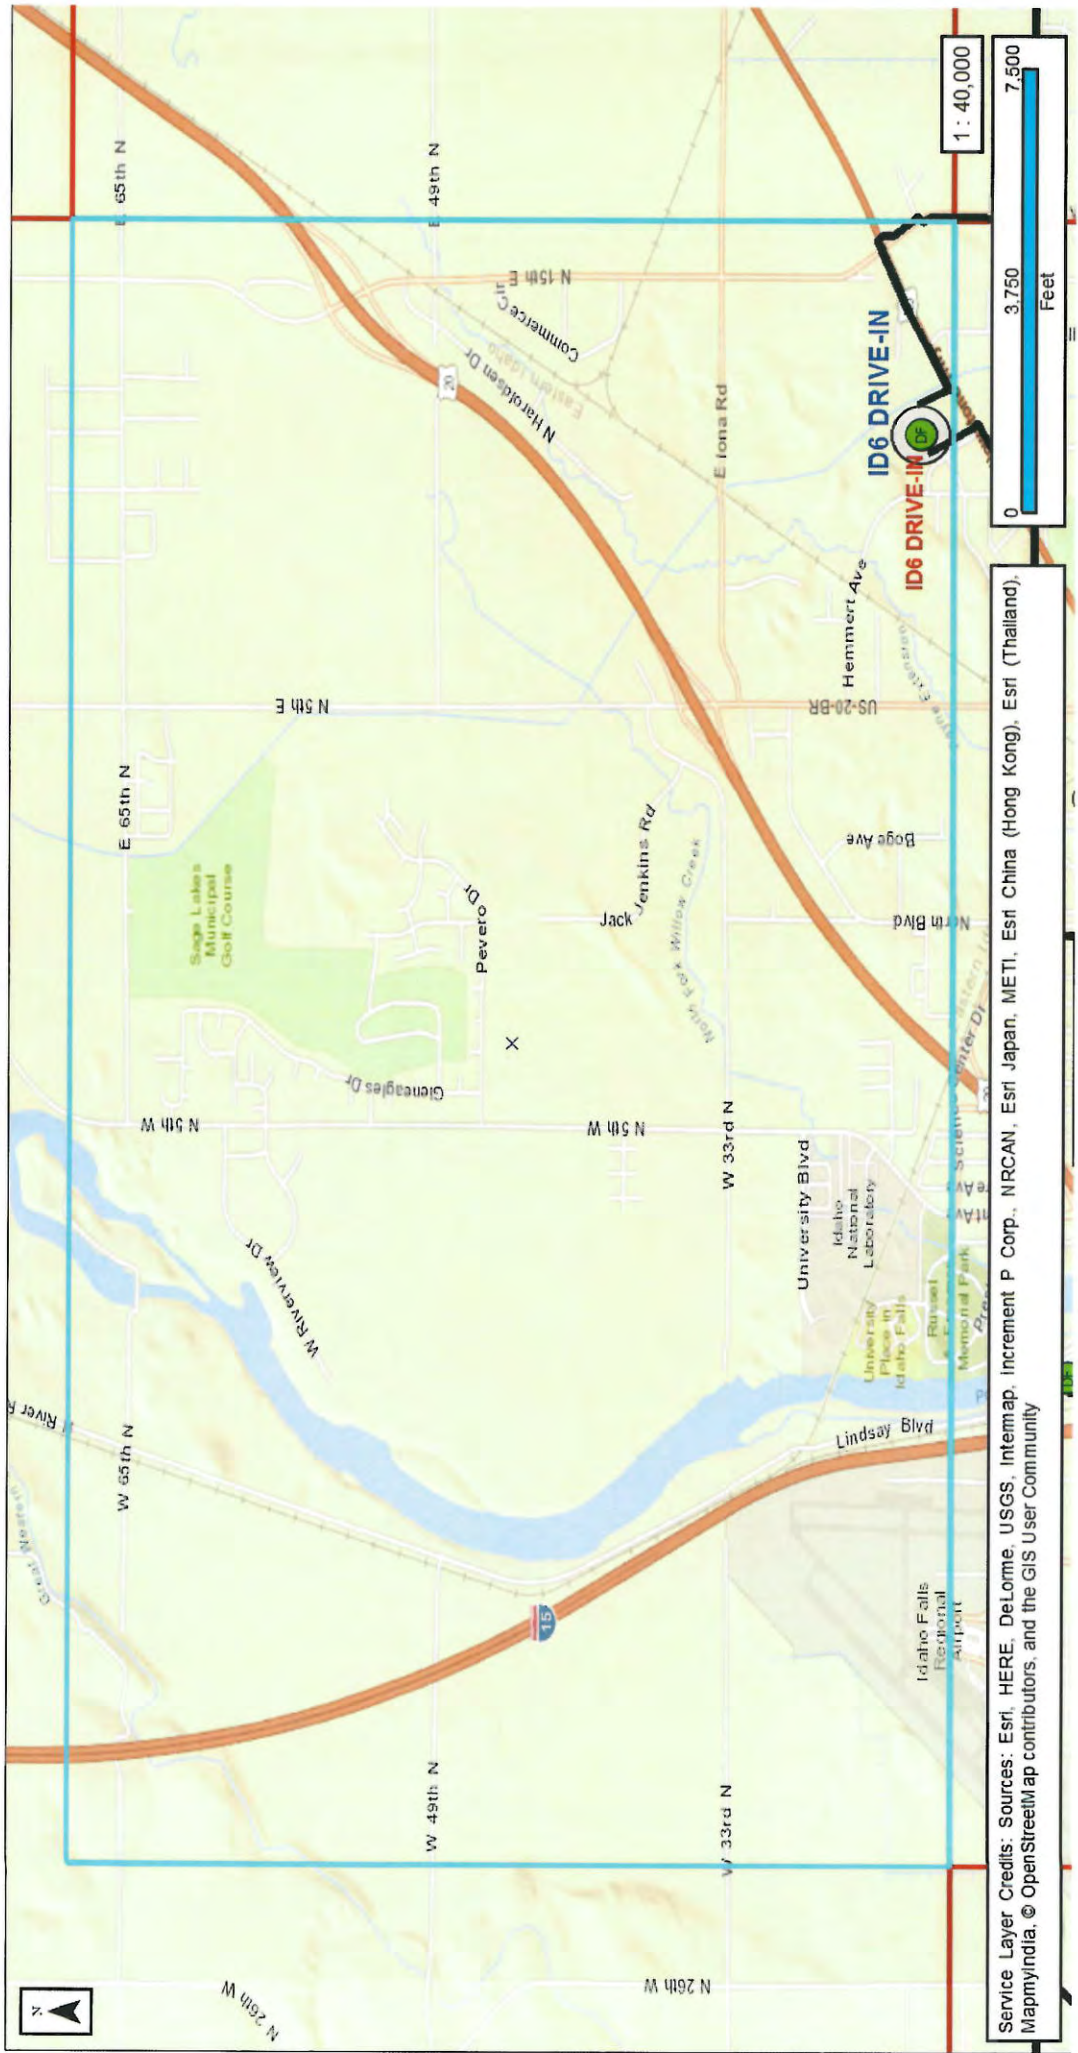 N
N 26th W
N 26th W
Great Western
W 65th N
W 49th N
W 33rd N
15
Idaho Falls
Regional
Airport
Lindsay Blvd
W Riverview Dr
N 5th W
N 5th W
W 33rd N
University Blvd
Idaho
National
Laboratory
University
Place in
Idaho Falls
Russel
Memorial Park
Gleneagles Dr
Pevero Dr
X
Sage Lakes
Municipal
Golf Course
E 65th N
N 5th E
Jack
Jenkins Rd
North Fork Willow Creek
North Blvd
Boge Ave
US-20-BR
Hemmert Ave
E Iona Rd
20
N Haroldsen Dr
Eastern Idaho
Commerce Cir
N 15th E
E 65th N
E 49th N
ID6 DRIVE-IN
ID6 DRIVE-IN
DF
DF
1 : 40,000
0
3,750
7,500
Feet
Service Layer Credits: Sources: Esri, HERE, DeLorme, USGS, Intermap, increment P Corp., NRCAN, Esri Japan, METI, Esri China (Hong Kong), Esri (Thailand),
MapmyIndia, © OpenStreetMap contributors, and the GIS User Community